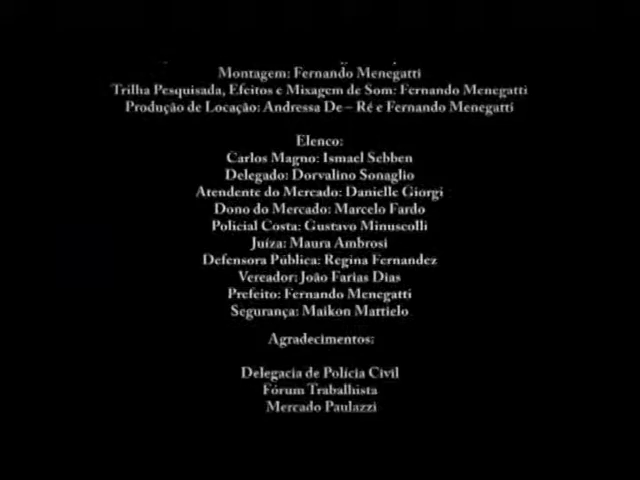 Montagem: Fernando Menegatti
Trilha Pesquisada, Efeitos e Mixagem de Som: Fernando Menegatti
Produção de Locação: Andressa De – Ré e Fernando Menegatti
Elenco:
Carlos Magno: Ismael Sebben
Delegado: Dorvalino Sonaglio
Atendente do Mercado: Danielle Giorgi
Dono do Mercado: Marcelo Fardo
Policial Costa: Gustavo Minuscolli
Juíza: Maura Ambrosi
Defensora Pública: Regina Fernandez
Vereador: João Farias Dias
Prefeito: Fernando Menegatti
Segurança: Maikon Mattielo
Agradecimentos:
Delegacia de Polícia Civil
Fórum Trabalhista
Mercado Paulazzi